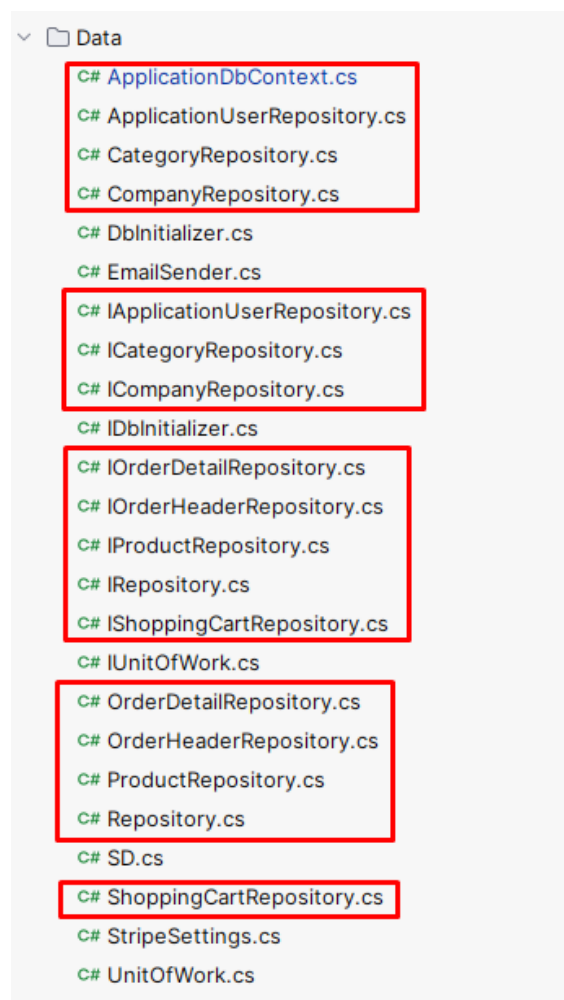 Data
C# ApplicationDbContext.cs
C# ApplicationUserRepository.cs
C# CategoryRepository.cs
C# CompanyRepository.cs
C# DbInitializer.cs
C# EmailSender.cs
C# IApplicationUserRepository.cs
C# ICategoryRepository.cs
C# ICompanyRepository.cs
C# IDbInitializer.cs
C# IOrderDetailRepository.cs
C# IOrderHeaderRepository.cs
C# IProductRepository.cs
C# IRepository.cs
C# IShoppingCartRepository.cs
C# IUnitOfWork.cs
C# OrderDetailRepository.cs
C# OrderHeaderRepository.cs
C# ProductRepository.cs
C# Repository.cs
C# SD.cs
C# ShoppingCartRepository.cs
C# StripeSettings.cs
C# UnitOfWork.cs